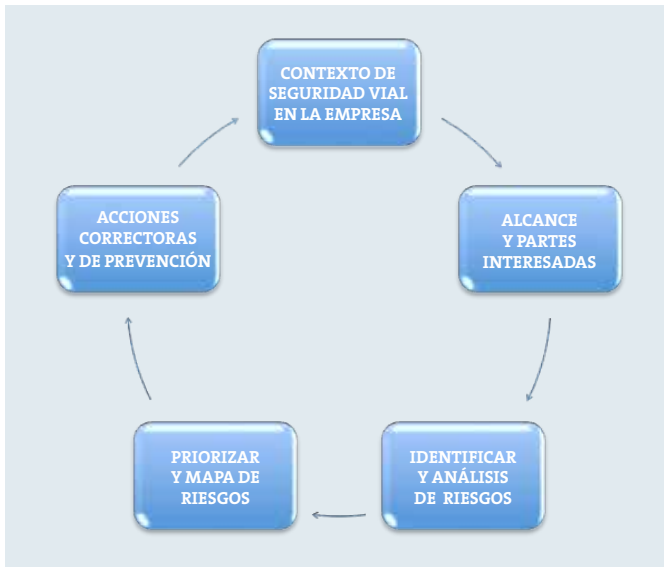 CONTEXTO DE
SEGURIDAD VIAL
EN LA EMPRESA
ALCANCE
Y PARTES
INTERESADAS
IDENTIFICAR
Y ANÁLISIS
DE RIESGOS
PRIORIZAR
Y MAPA DE
RIESGOS
ACCIONES
CORRECTORAS
Y DE PREVENCIÓN